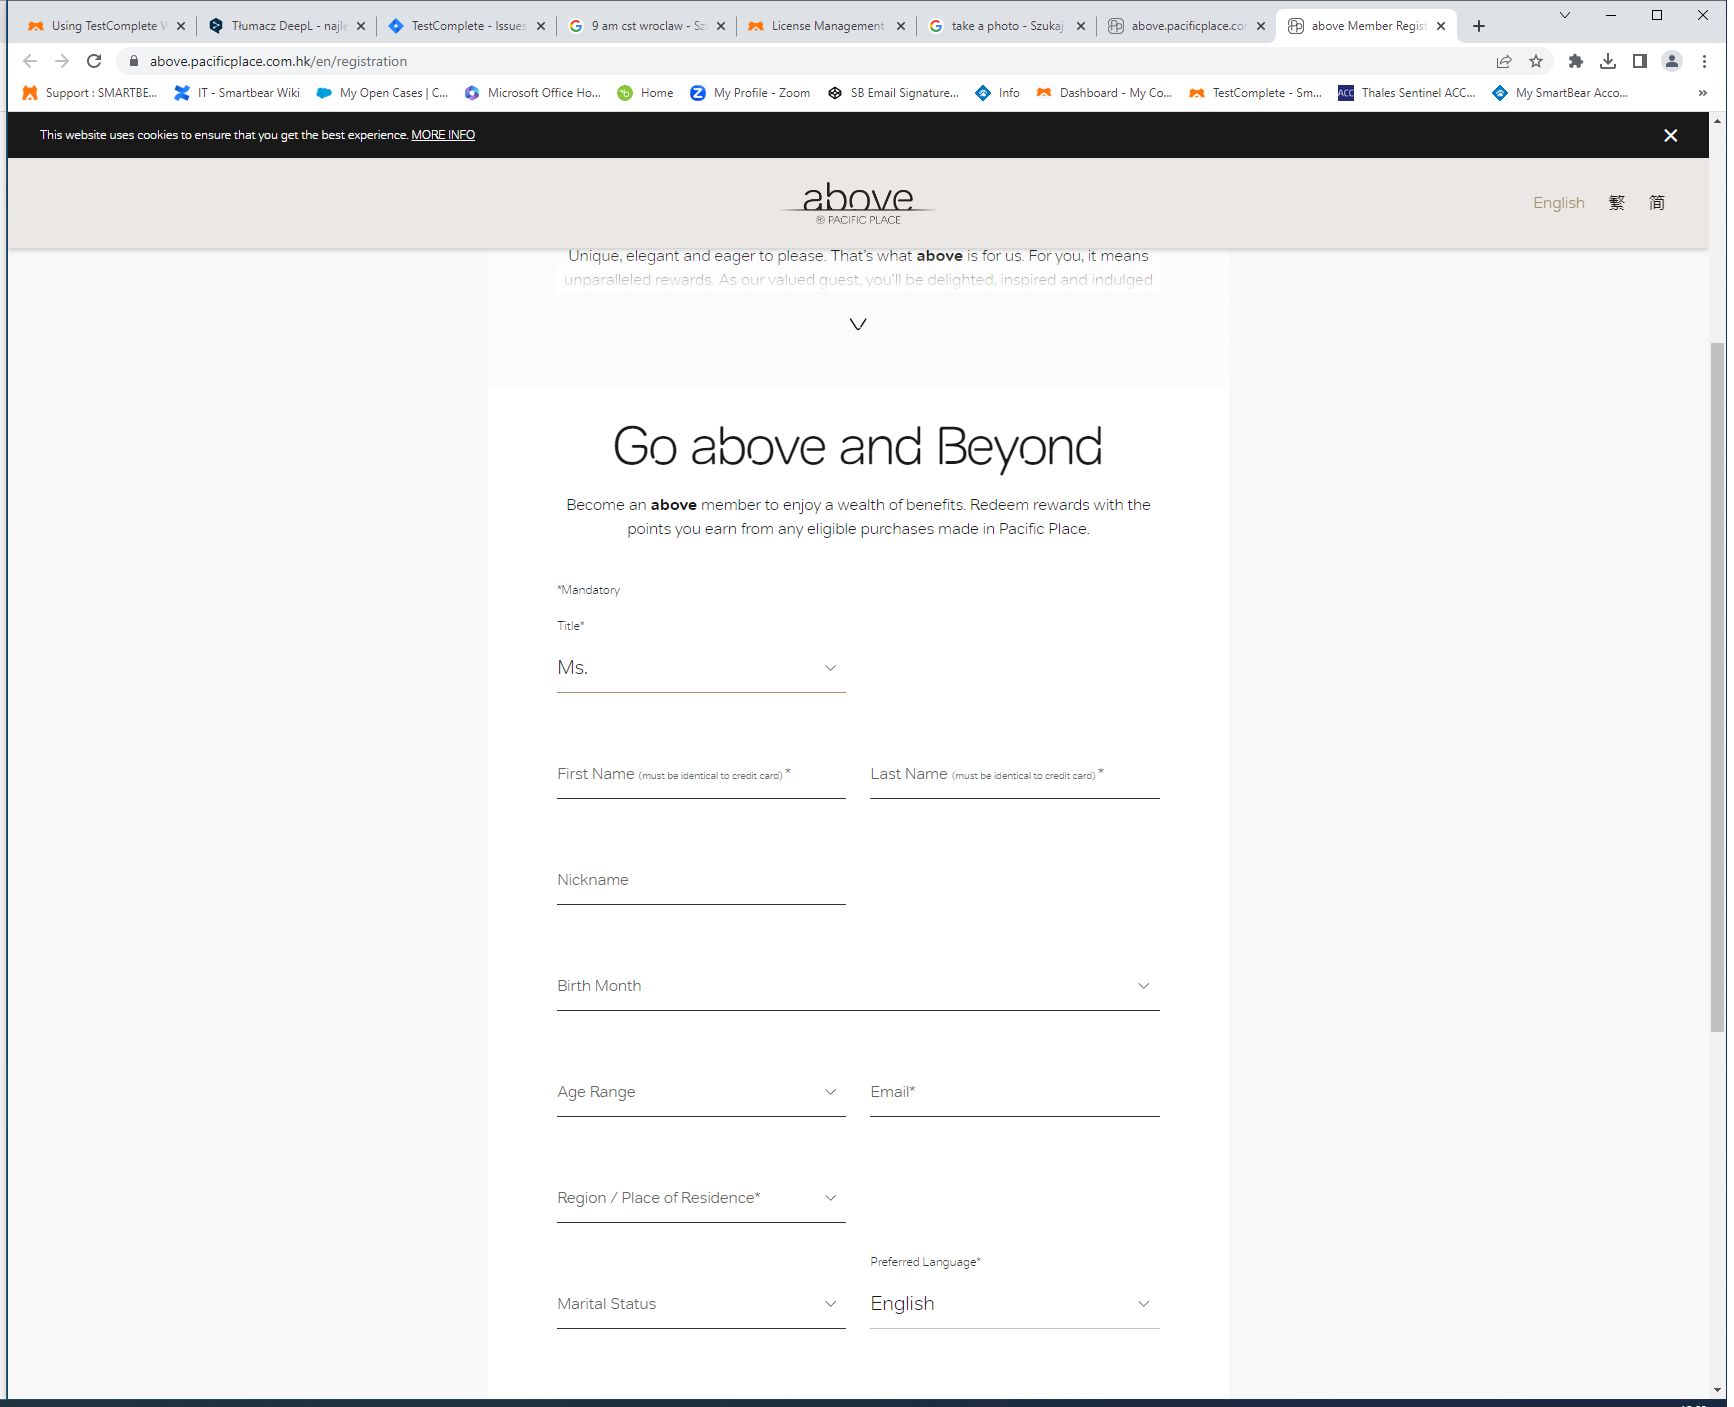 Using TestComplete W
Tłumacz DeepL - najle
TestComplete - Issues
9 am cst wroclaw - Sz
License Management
take a photo - Szukaj
above.pacificplace.co
above Member Regist
above.pacificplace.com.hk/en/registration
Support : SMARTBE...
IT - Smartbear Wiki
My Open Cases | C...
Microsoft Office Ho...
Home
My Profile - Zoom
SB Email Signature...
Info
Dashboard - My Co...
TestComplete - Sm...
ACC
Thales Sentinel ACC...
My SmartBear Acco...
This website uses cookies to ensure that you get the best experience. MORE INFO
above
PACIFIC PLACE
English 繁 简
Unique, elegant and eager to please. That's what above is for us. For you, it means
unparalleled rewards. As our valued guest, you'll be delighted, inspired and indulged
Go above and Beyond
Become an above member to enjoy a wealth of benefits. Redeem rewards with the
points you earn from any eligible purchases made in Pacific Place.
*Mandatory
Title*
Ms.
First Name (must be identical to credit card) *
Last Name (must be identical to credit card) *
Nickname
Birth Month
Age Range
Email*
Region / Place of Residence*
Preferred Language*
Marital Status
English